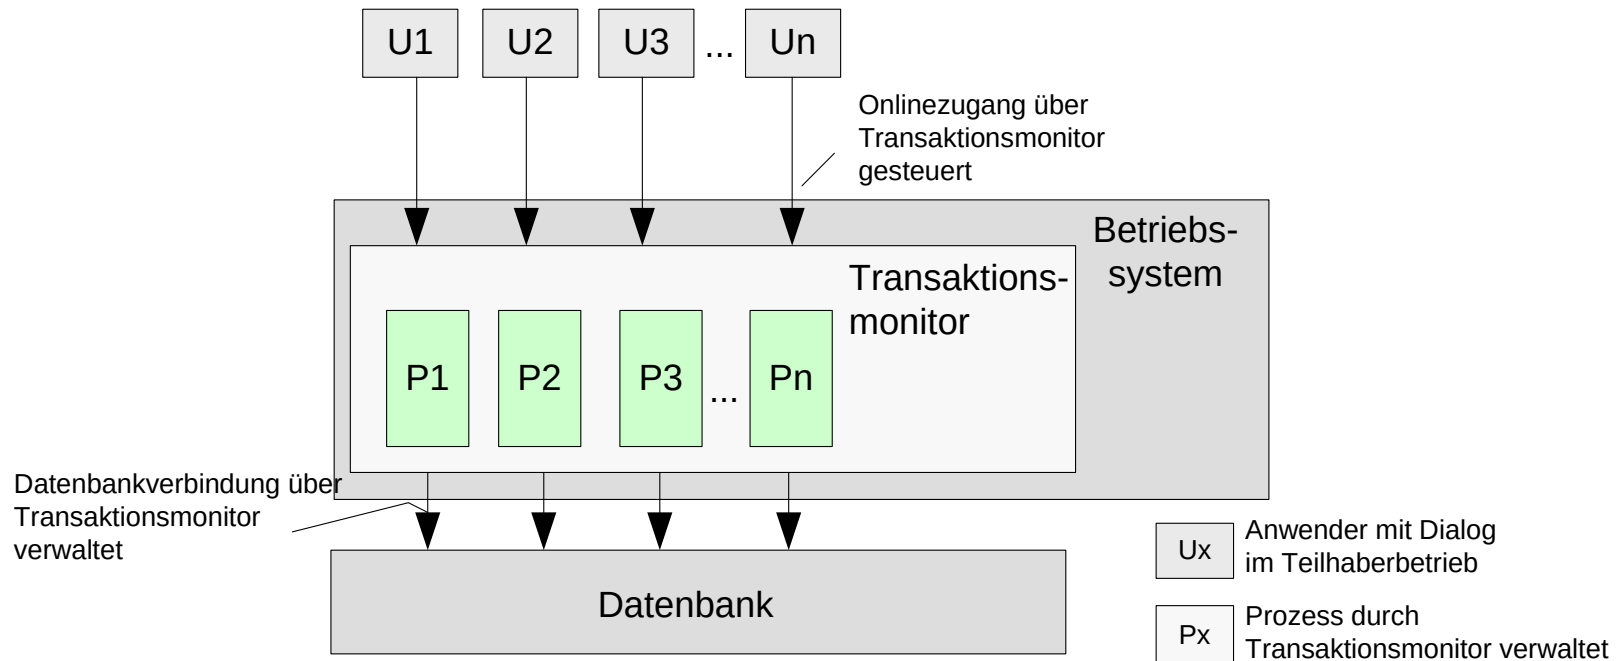 U1 U2 U3 ... Un
Onlinezugang über
Transaktionsmonitor
gesteuert
Betriebs-
system
Transaktions-
monitor
P1 P2 P3 ... Pn
Datenbankverbindung über
Transaktionsmonitor
verwaltet
Datenbank
Ux
Anwender mit Dialog
im Teilhaberbetrieb
Px
Prozess durch
Transaktionsmonitor verwaltet